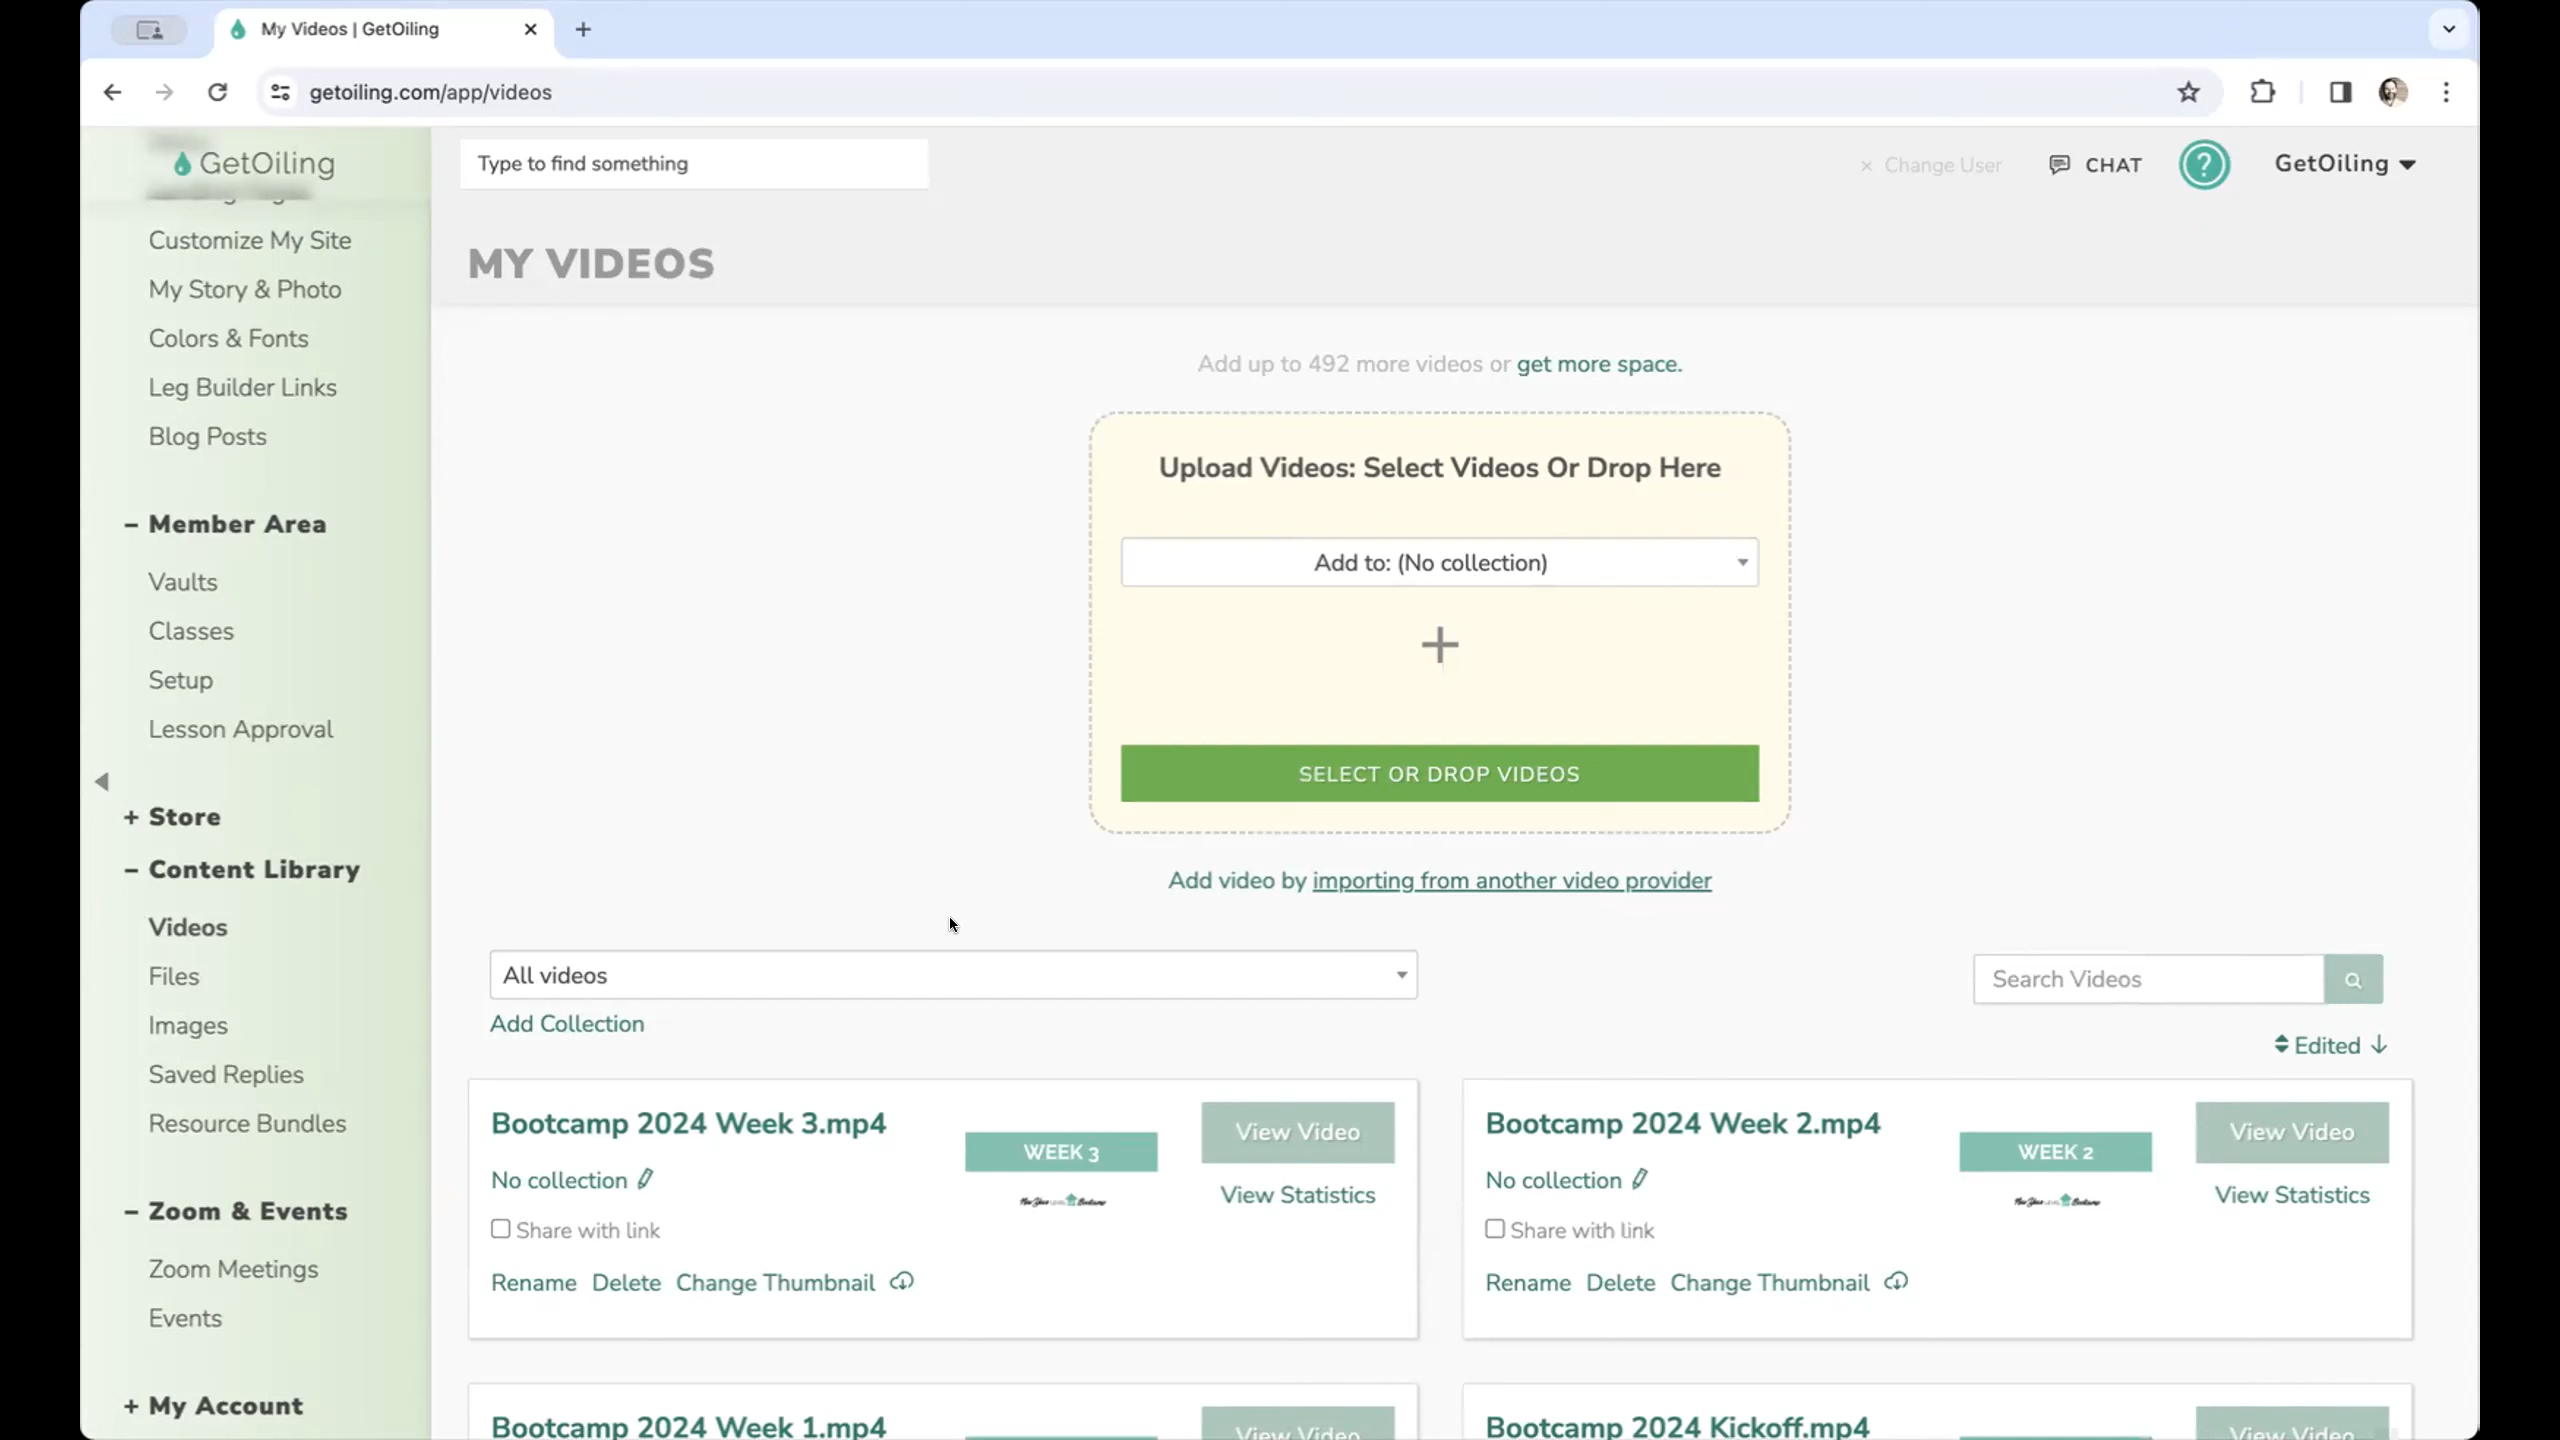 My Videos | GetOiling
getoiling.com/app/videos
GetOiling
Type to find something
Change User
CHAT
?
GetOiling
MY VIDEOS
Customize My Site
My Story & Photo
Colors & Fonts
Leg Builder Links
Blog Posts
– Member Area
Vaults
Classes
Setup
Lesson Approval
+ Store
– Content Library
Videos
Files
Images
Saved Replies
Resource Bundles
– Zoom & Events
Zoom Meetings
Events
+ My Account
Add up to 492 more videos or get more space.
Upload Videos: Select Videos Or Drop Here
Add to: (No collection)
SELECT OR DROP VIDEOS
Add video by importing from another video provider
All videos
Search Videos
Add Collection
Edited ↓
Bootcamp 2024 Week 3.mp4
No collection
Share with link
Rename Delete Change Thumbnail
WEEK 3
View Video
View Statistics
Bootcamp 2024 Week 2.mp4
No collection
Share with link
Rename Delete Change Thumbnail
WEEK 2
View Video
View Statistics
Bootcamp 2024 Week 1.mp4
View Video
Bootcamp 2024 Kickoff.mp4
View Video